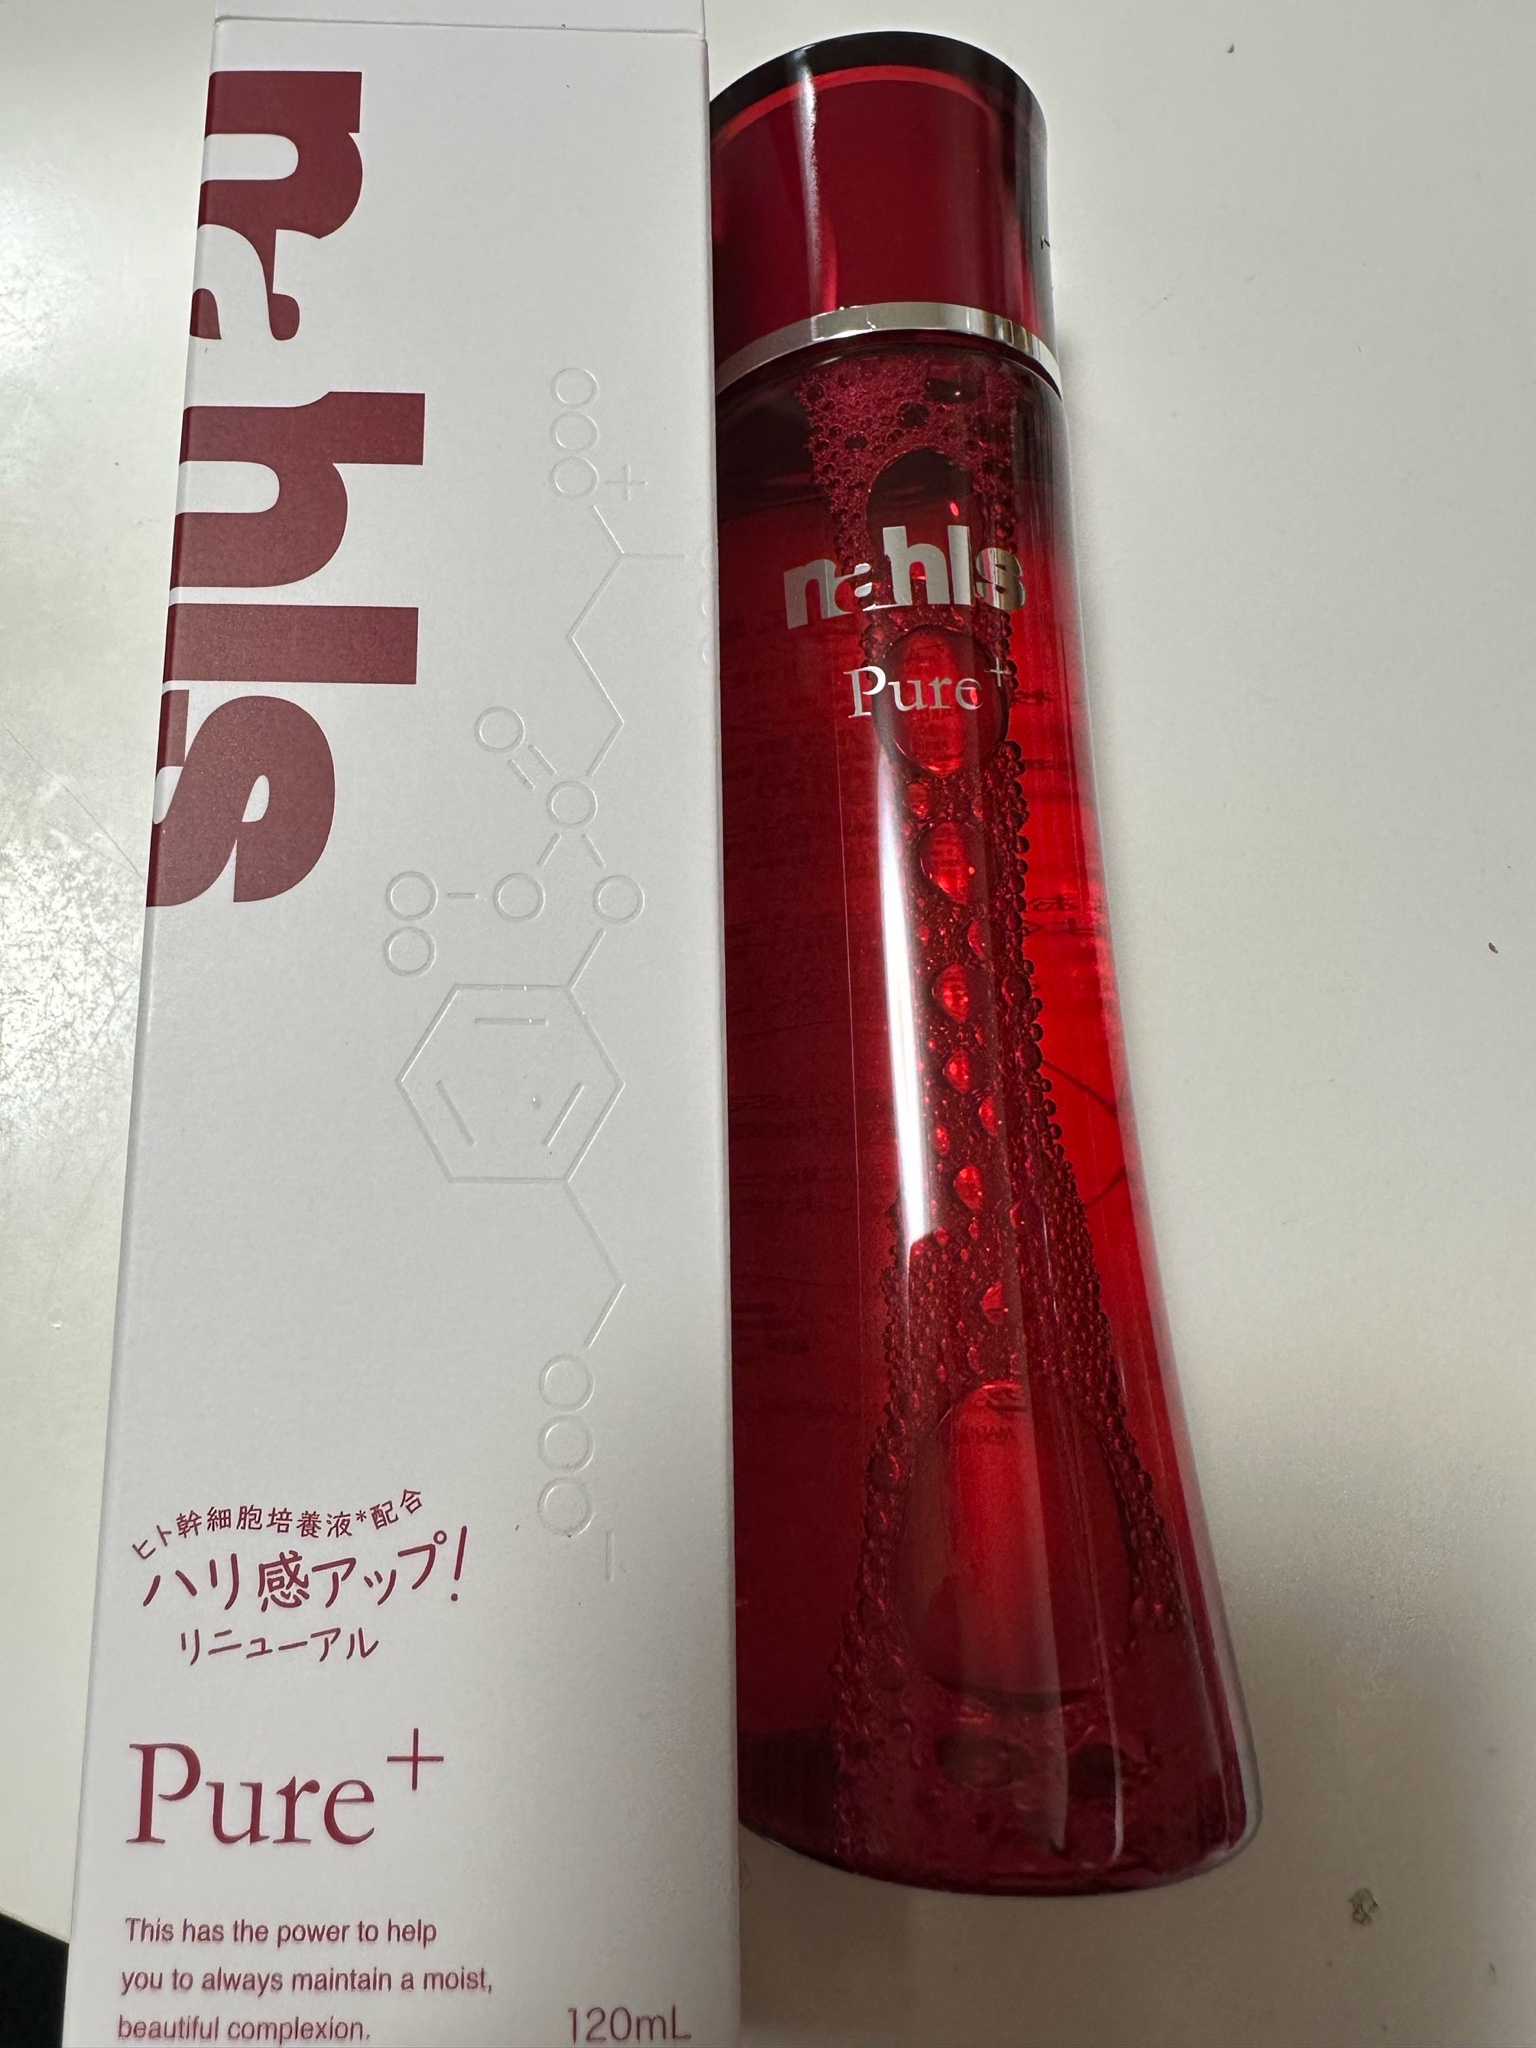 nahls
ヒト幹細胞培養液*配合
ハリ感アップ!
リニューアル
Pure+
This has the power to help
you to always maintain a moist,
beautiful complexion.
120mL
nahls
Pure+